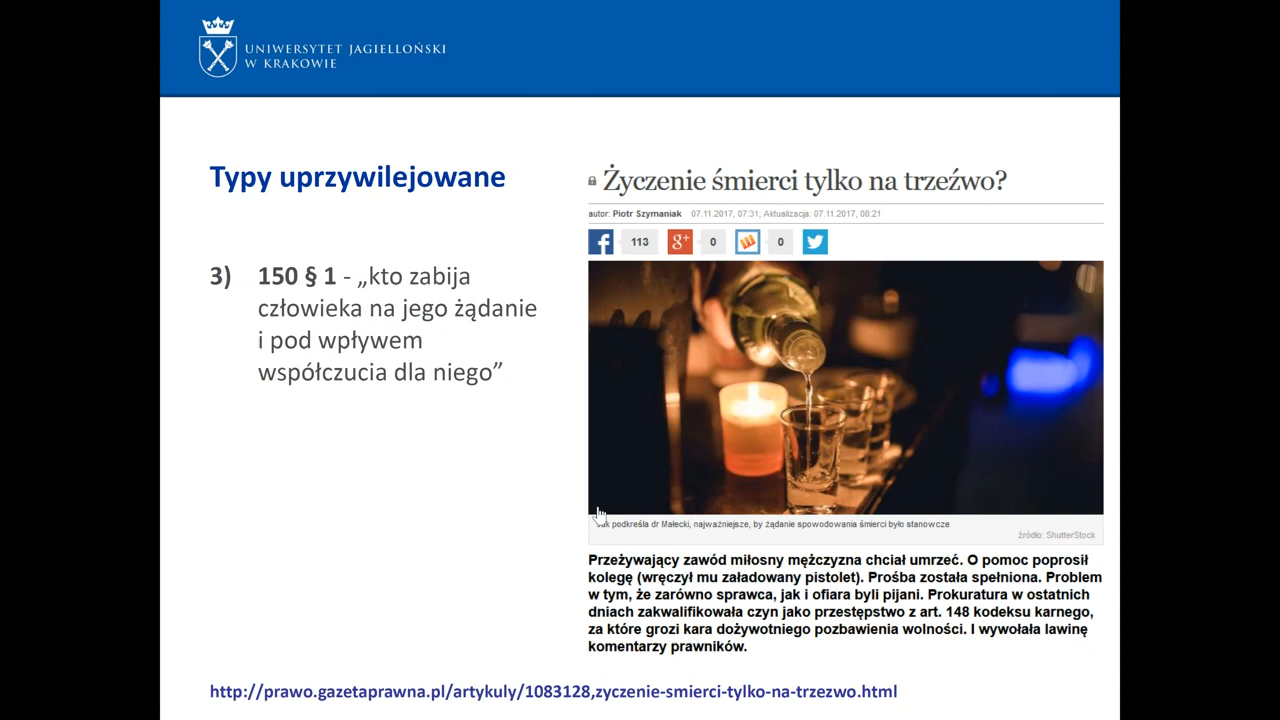 UNIWERSYTET JAGIELLOŃSKI
W KRAKOWIE
Typy uprzywilejowane
3) 150 § 1 - „kto zabija
człowieka na jego żądanie
i pod wpływem
współczucia dla niego”
Życzenie śmierci tylko na trzeźwo?
autor: Piotr Szymaniak 07.11.2017, 07:31; Aktualizacja: 07.11.2017, 08:21
113 g+ 0 0
Jak podkreśla dr Małecki, najważniejsze, by żądanie spowodowania śmierci było stanowcze
źródło: ShutterStock
Przeżywający zawód miłosny mężczyzna chciał umrzeć. O pomoc poprosił
kolegę (wręczył mu załadowany pistolet). Prośba została spełniona. Problem
w tym, że zarówno sprawca, jak i ofiara byli pijani. Prokuratura w ostatnich
dniach zakwalifikowała czyn jako przestępstwo z art. 148 kodeksu karnego,
za które grozi kara dożywotniego pozbawienia wolności. I wywołała lawinę
komentarzy prawników.
http://prawo.gazetaprawna.pl/artykuly/1083128,zyczenie-smierci-tylko-na-trzezwo.html